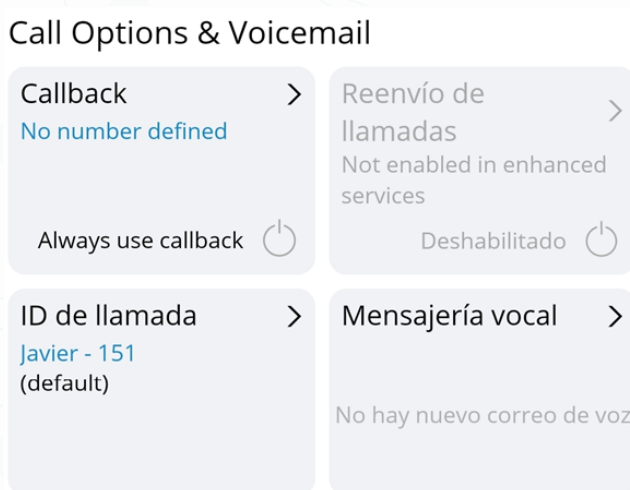 Call Options & Voicemail
Callback
No number defined
Always use callback
Reenvío de
llamadas
Not enabled in enhanced
services
Deshabilitado
ID de llamada
Javier - 151
(default)
Mensajería vocal
No hay nuevo correo de voz